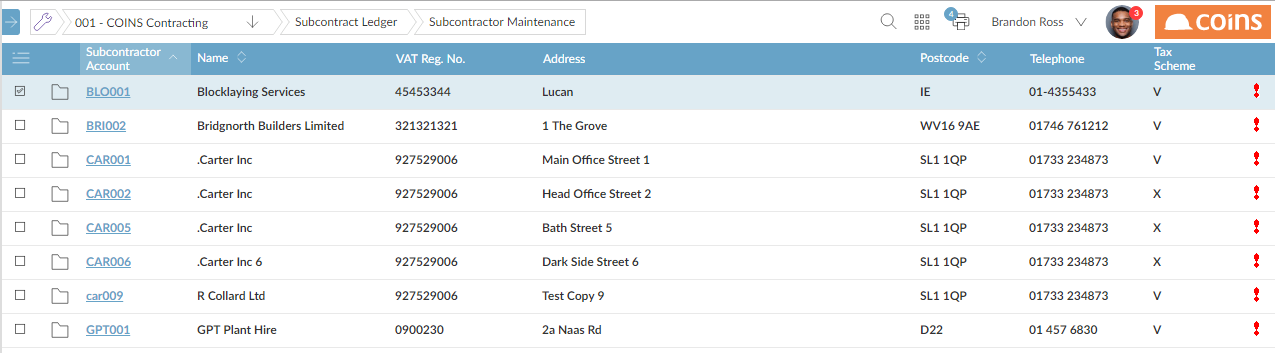 001 - COINS Contracting Subcontract Ledger Subcontractor Maintenance 4 Brandon Ross 3 coins
Subcontractor Account Name VAT Reg. No. Address Postcode Telephone Tax Scheme
BLO001 Blocklaying Services 45453344 Lucan IE 01-4355433 V
BRI002 Bridgnorth Builders Limited 321321321 1 The Grove WV16 9AE 01746 761212 V
CAR001 .Carter Inc 927529006 Main Office Street 1 SL1 1QP 01733 234873 V
CAR002 .Carter Inc 927529006 Head Office Street 2 SL1 1QP 01733 234873 X
CAR005 .Carter Inc 927529006 Bath Street 5 SL1 1QP 01733 234873 X
CAR006 .Carter Inc 6 927529006 Dark Side Street 6 SL1 1QP 01733 234873 X
car009 R Collard Ltd 927529006 Test Copy 9 SL1 1QP 01733 234873 V
GPT001 GPT Plant Hire 0900230 2a Naas Rd D22 01 457 6830 V